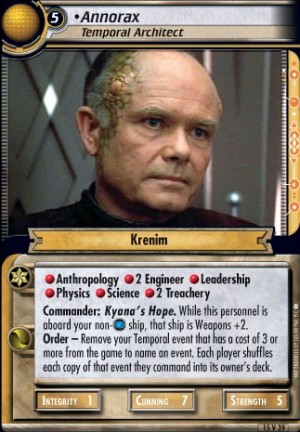 5
•Annorax
Temporal Architect
Krenim
•Anthropology •2 Engineer •Leadership
•Physics •Science •2 Treachery
Commander: Kyana's Hope. While this personnel is
aboard your non- ship, that ship is Weapons +2.
Order – Remove your Temporal event that has a cost of 3 or
more from the game to name an event. Each player shuffles
each copy of that event they command into its owner's deck.
Integrity 1 Cunning 7 Strength 5
15 V 19